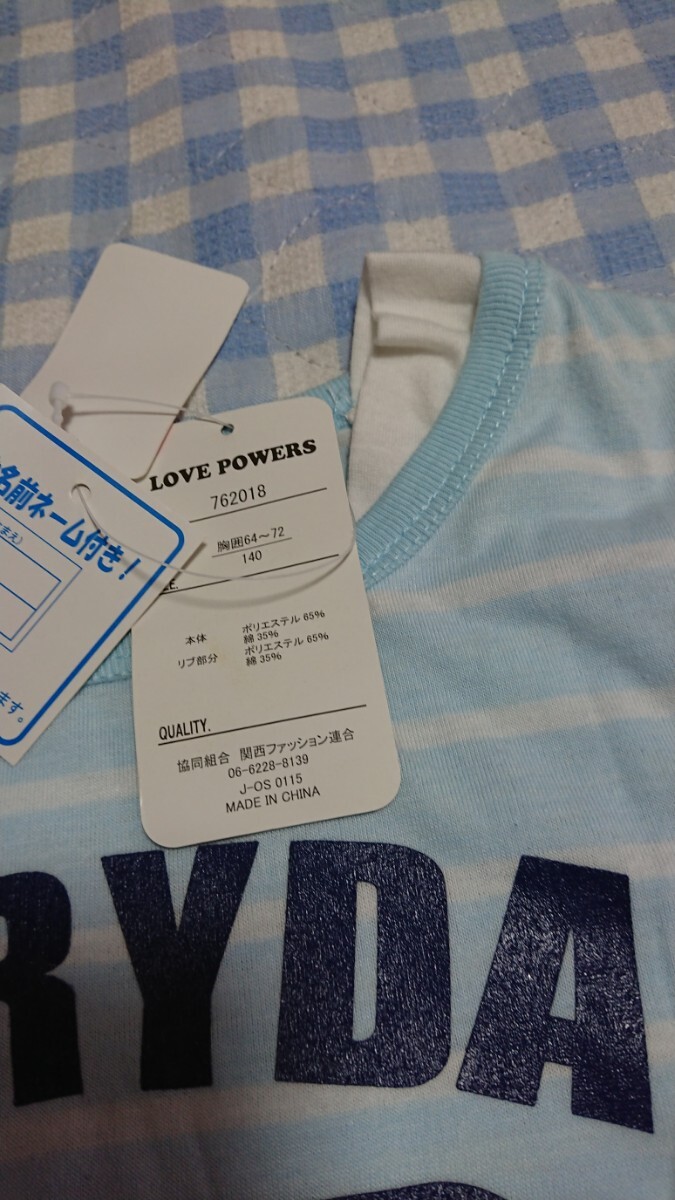 名前ネーム付き!
まえ)
ます。
LOVE POWERS
762018
胸囲64～72
140
E.
本体 ポリエステル 65%
綿 35%
リブ部分 ポリエステル 65%
綿 35%
QUALITY.
協同組合 関西ファッション連合
06-6228-8139
J-OS 0115
MADE IN CHINA
RYDA